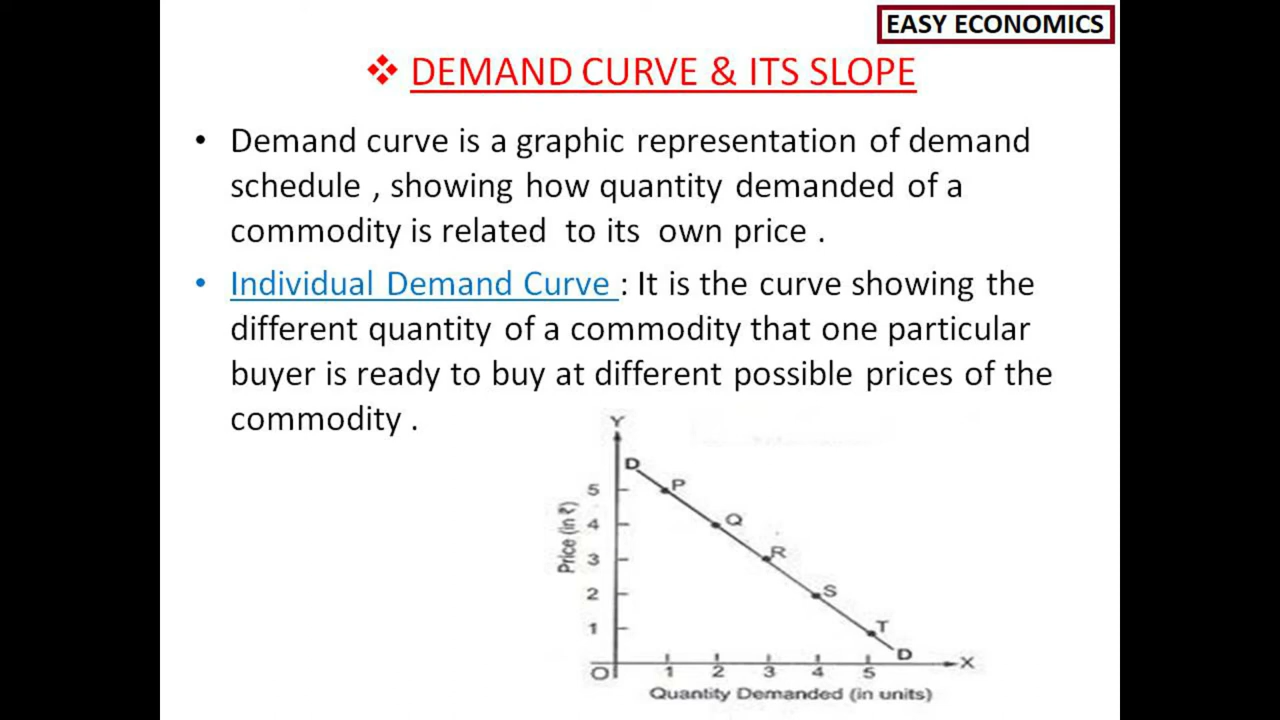 EASY ECONOMICS
❖ DEMAND CURVE & ITS SLOPE
• Demand curve is a graphic representation of demand
schedule , showing how quantity demanded of a
commodity is related to its own price .
• Individual Demand Curve : It is the curve showing the
different quantity of a commodity that one particular
buyer is ready to buy at different possible prices of the
commodity .
Y
D
5 P
4 Q
Price (in ₹)
3 R
2 S
1 T
D
O 1 2 3 4 5 X
Quantity Demanded (in units)